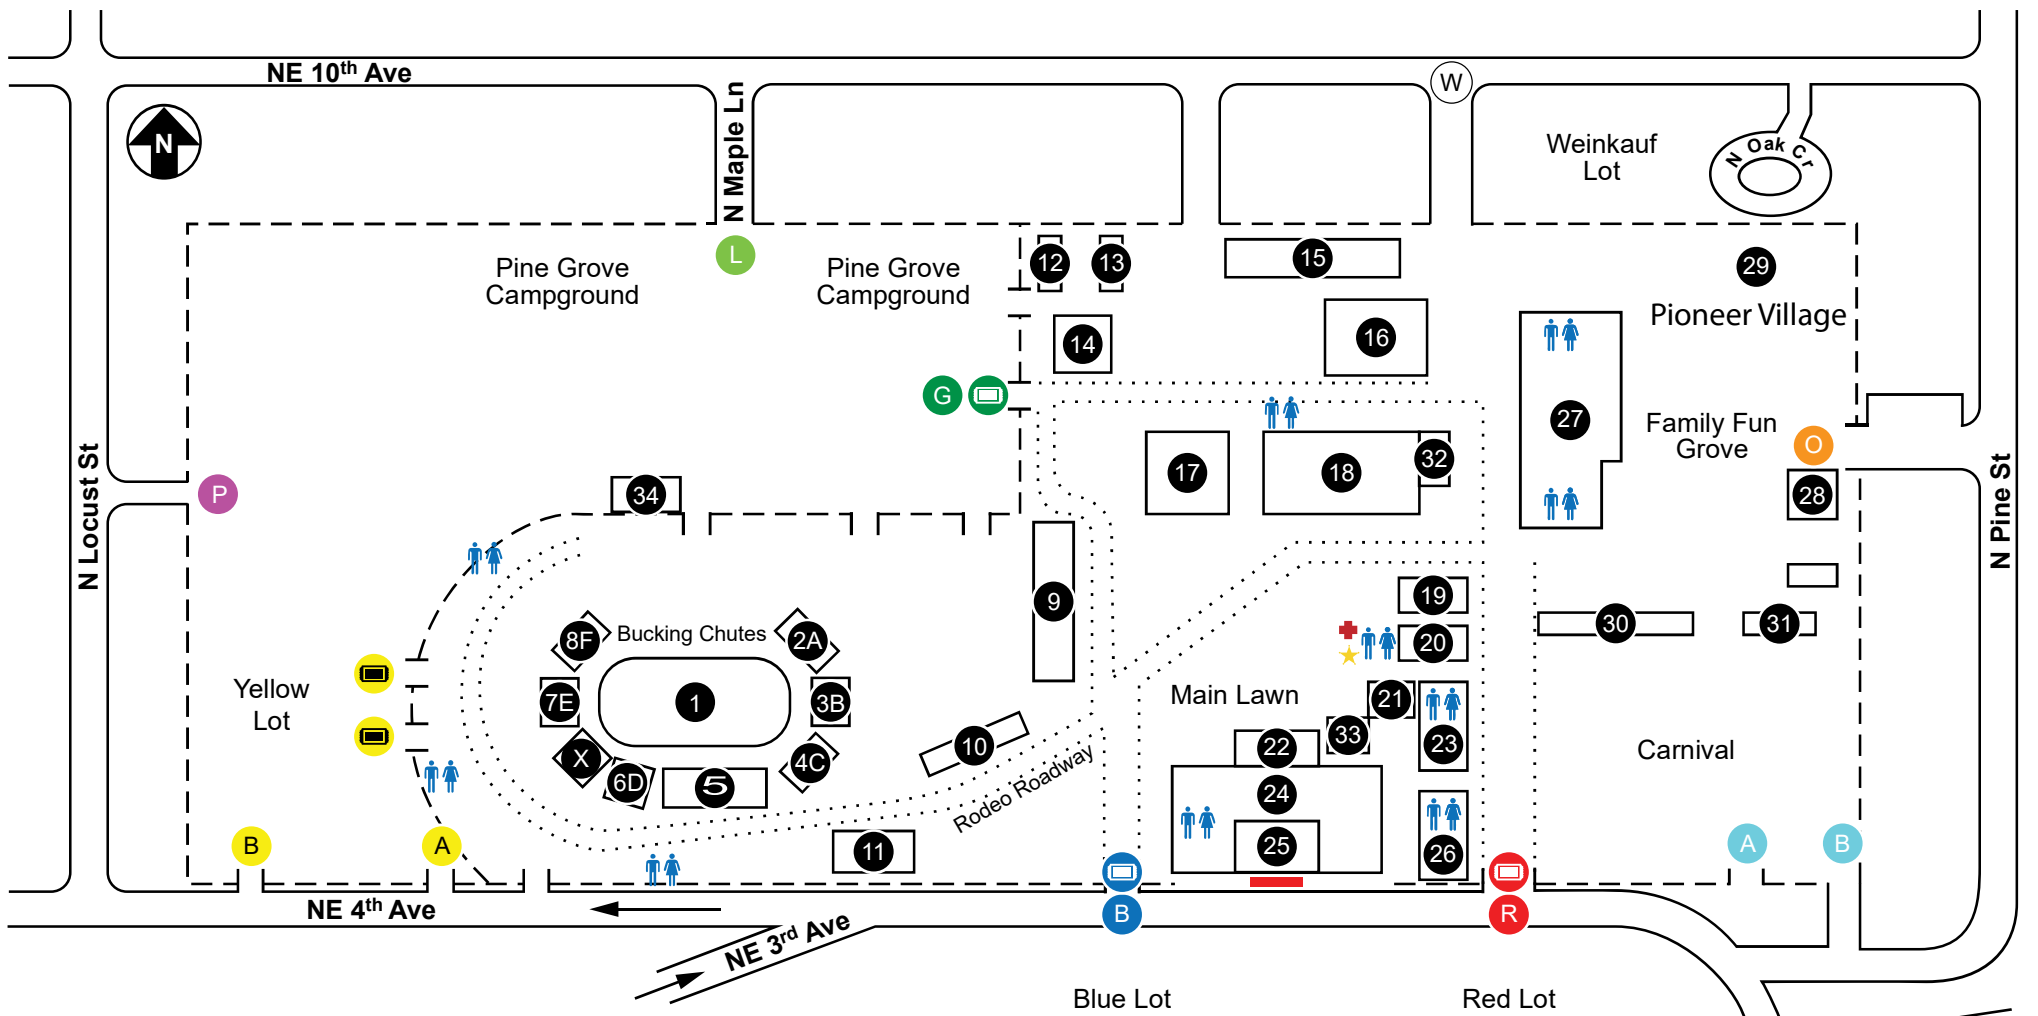 NE 10th Ave
W
N
N Maple Ln
Weinkauf
Lot
N Oak Cr
L
Pine Grove
Campground
Pine Grove
Campground
12
13
15
29
Pioneer Village
14
16
G
27
Family Fun
Grove
O
N Locust St
N Pine St
P
34
17
18
32
28
9
19
30
31
8F
Bucking Chutes
2A
20
Yellow
Lot
7E
1
3B
Main Lawn
21
23
33
22
10
X
4C
6D
5
Carnival
24
Rodeo Roadway
B
A
11
25
26
A
B
NE 4th Ave
B
R
NE 3rd Ave
Blue Lot
Red Lot